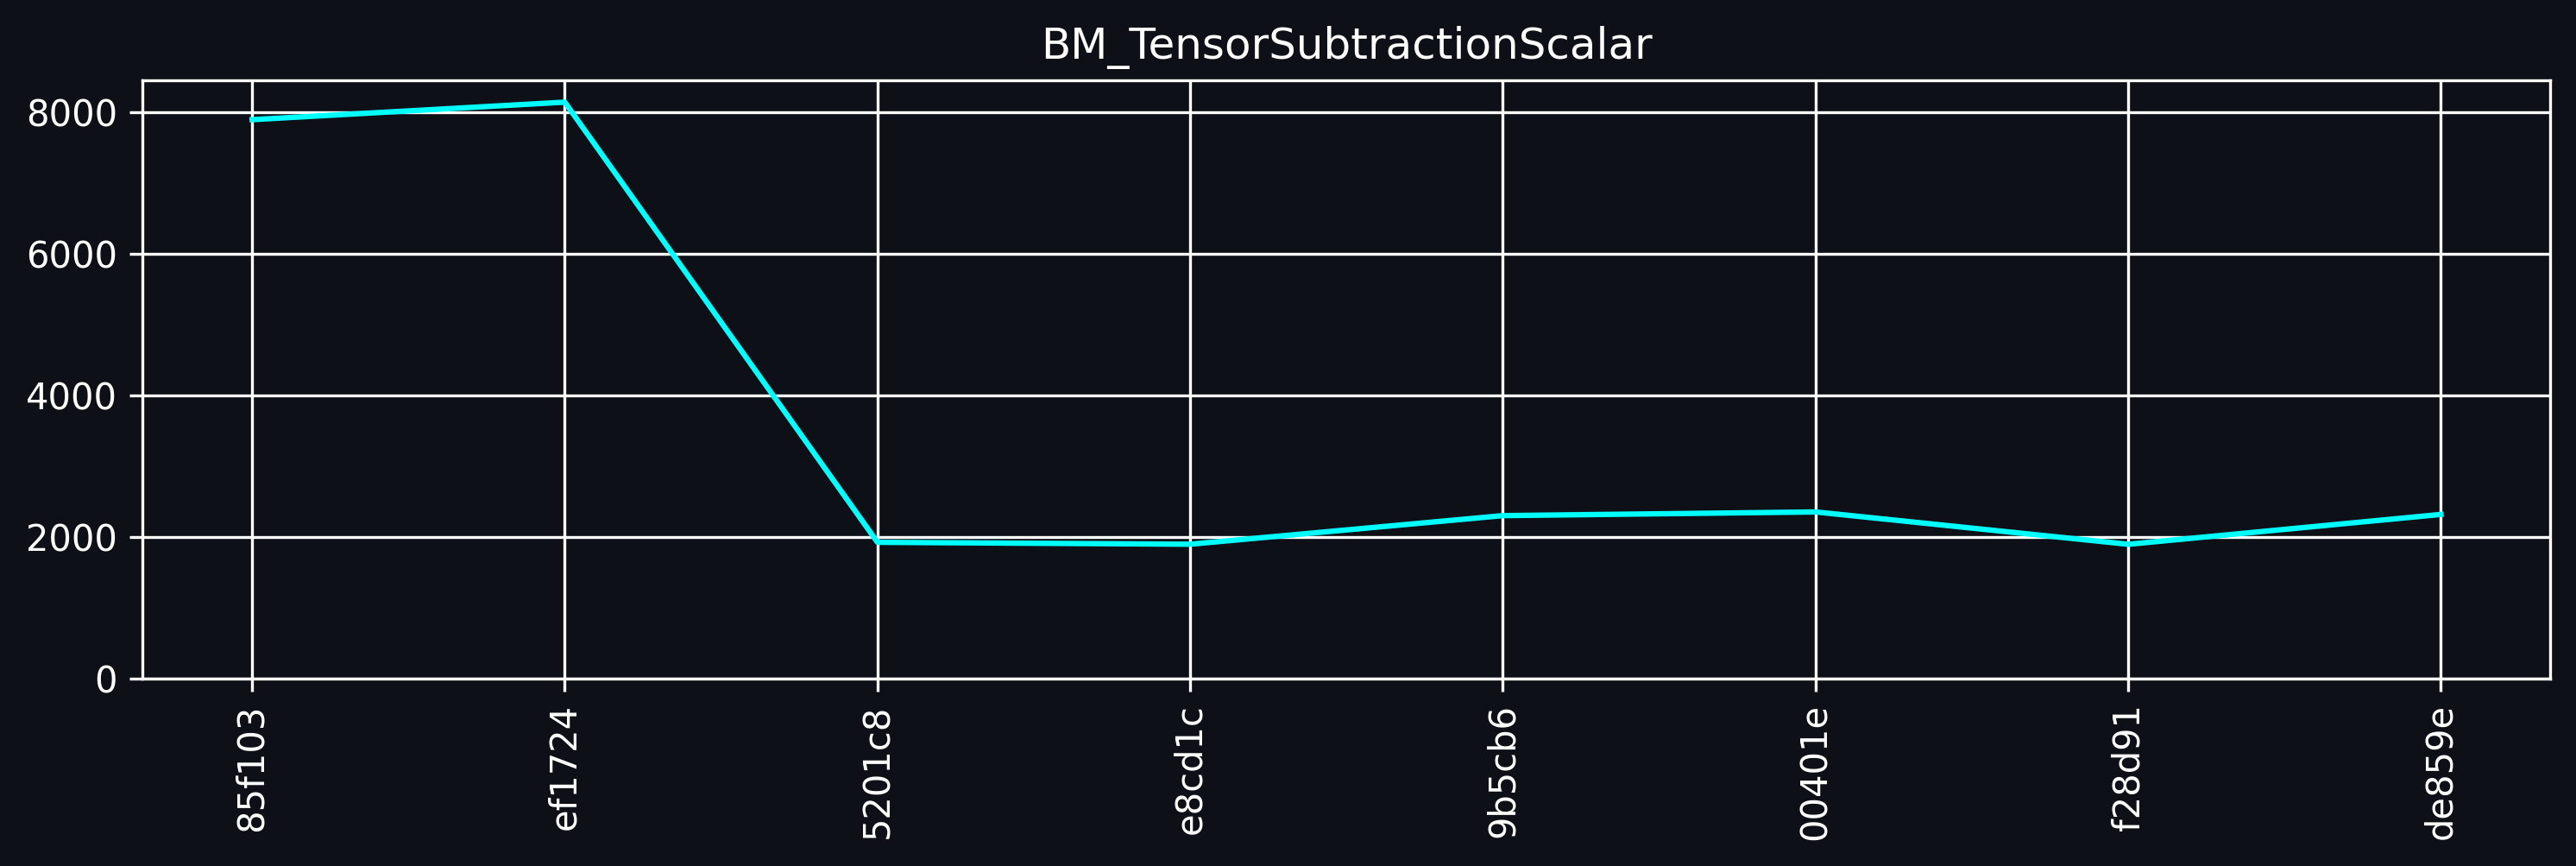 BM_TensorSubtractionScalar
8000
6000
4000
2000
0
85f103
ef1724
5201c8
e8cd1c
9b5cb6
00401e
f28d91
de859e